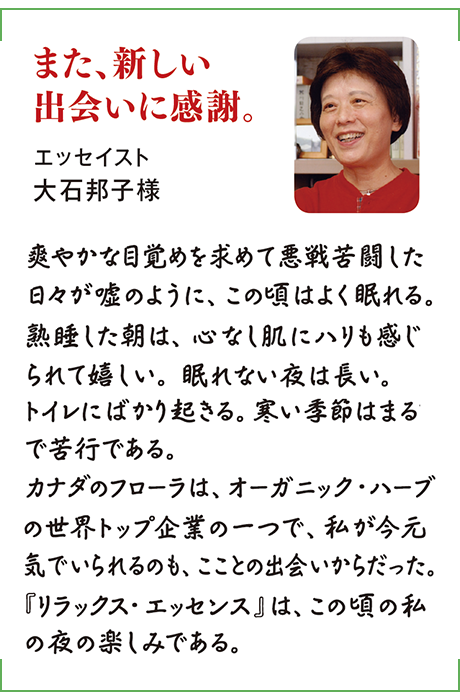 また、新しい
出会いに感謝。
エッセイスト
大石邦子様
爽やかな目覚めを求めて悪戦苦闘した
日々が嘘のように、この頃はよく眠れる。
熟睡した朝は、心なし肌にハリも感じ
られて嬉しい。眠れない夜は長い。
トイレにばかり起きる。寒い季節はまる
で苦行である。
カナダのフローラは、オーガニック・ハーブ
の世界トップ企業の一つで、私が今元
気でいられるのも、こことの出会いからだった。
『リラックス・エッセンス』は、この頃の私
の夜の楽しみである。